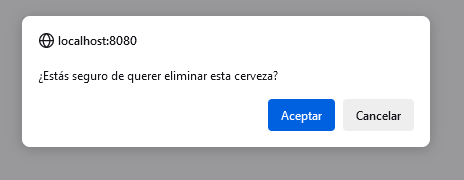 localhost:8080
¿Estás seguro de querer eliminar esta cerveza?
Aceptar
Cancelar